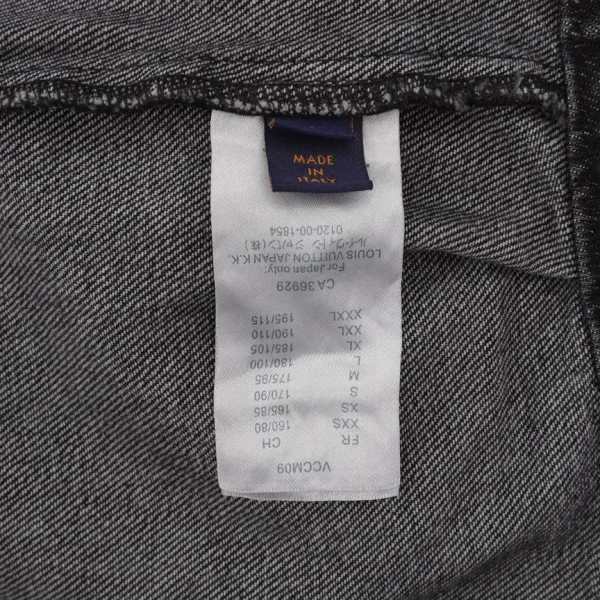 MADE
IN
ITALY
VCCM09
FR CH
XXS 160/80
XS 165/85
S 170/90
M 175/95
L 180/100
XL 185/105
XXL 190/110
XXXL 195/115
CA36929
For Japan only:
LOUIS VUITTON JAPAN K.K.
ルイ・ヴィトン ジャパン(株)
0120-00-1854